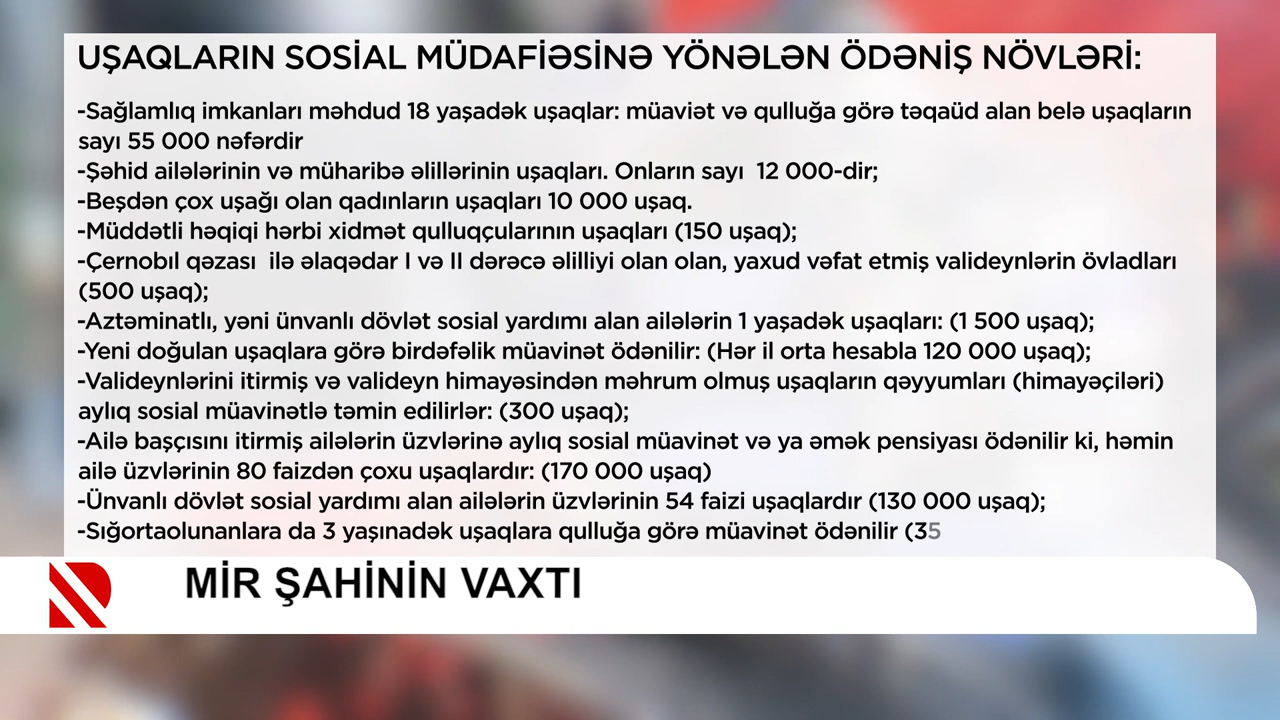 UŞAQLARIN SOSİAL MÜDAFİƏSİNƏ YÖNƏLƏN ÖDƏNİŞ NÖVLƏRİ:
-Sağlamlıq imkanları məhdud 18 yaşadək uşaqlar: müaviət və qulluğa görə təqaüd alan belə uşaqların
sayı 55 000 nəfərdir
-Şəhid ailələrinin və müharibə əlillərinin uşaqları. Onların sayı 12 000-dir;
-Beşdən çox uşağı olan qadınların uşaqları 10 000 uşaq.
-Müddətli həqiqi hərbi xidmət qulluqçularının uşaqları (150 uşaq);
-Çernobıl qəzası ilə əlaqədar I və II dərəcə əlilliyi olan olan, yaxud vəfat etmiş valideynlərin övladları
(500 uşaq);
-Aztəminatlı, yəni ünvanlı dövlət sosial yardımı alan ailələrin 1 yaşadək uşaqları: (1 500 uşaq);
-Yeni doğulan uşaqlara görə birdəfəlik müavinət ödənilir: (Hər il orta hesabla 120 000 uşaq);
-Valideynlərini itirmiş və valideyn himayəsindən məhrum olmuş uşaqların qəyyumları (himayəçiləri)
aylıq sosial müavinətlə təmin edilirlər: (300 uşaq);
-Ailə başçısını itirmiş ailələrin üzvlərinə aylıq sosial müavinət və ya əmək pensiyası ödənilir ki, həmin
ailə üzvlərinin 80 faizdən çoxu uşaqlardır: (170 000 uşaq)
-Ünvanlı dövlət sosial yardımı alan ailələrin üzvlərinin 54 faizi uşaqlardır (130 000 uşaq);
-Sığortaolunanlara da 3 yaşınadək uşaqlara qulluğa görə müavinət ödənilir (35
MİR ŞAHİNİN VAXTI